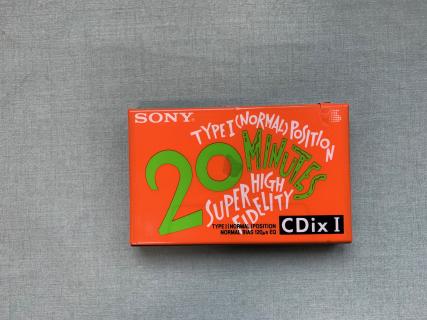 SONY
TYPE I (NORMAL) POSITION
20 MINUTES
SUPER HIGH
FIDELITY
TYPE I (NORMAL) POSITION
NORMAL BIAS 120µs EQ
CDix I